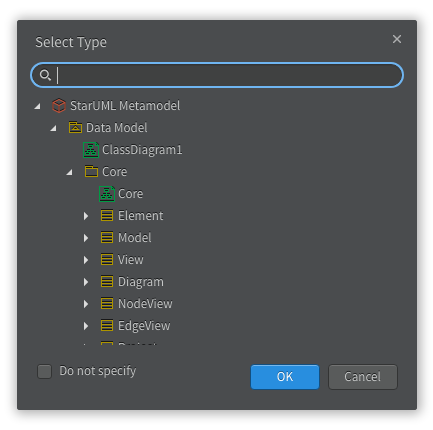 Select Type
StarUML Metamodel
Data Model
ClassDiagram1
Core
Core
Element
Model
View
Diagram
NodeView
EdgeView
Do not specify
OK
Cancel